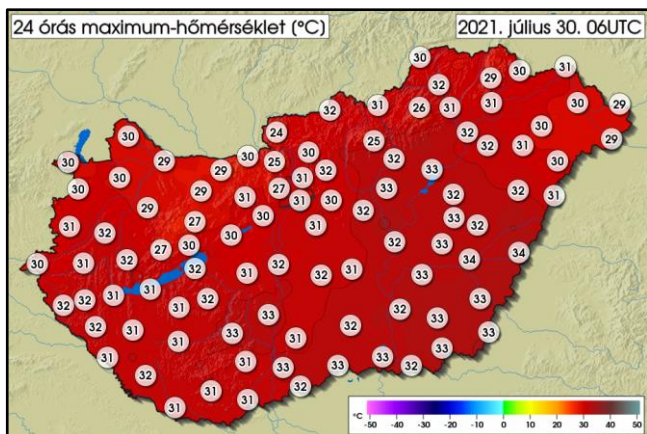 24 órás maximum-hőmérséklet (°C)
2021. július 30. 06UTC
30
32 29 30 31
32 31 26 31 31 30 29
24 30 25 32 32 31 30 29
30 30 29 29 30 25 31 32 32 33 30
30 30 29 29 31 27 31 30 33 32 32 31
31 32 27 30 30 31 32 33 32
30 31 32 27 30 32 31 32 32 31 32 33 34 34
32 32 31 31 31 32 33 33
32 31 31 33 31 32 32 33 33 33
31 32 31 33 33 33 32 33
31 31 31 32
°C
-50 -40 -30 -20 -10 0 10 20 30 40 50